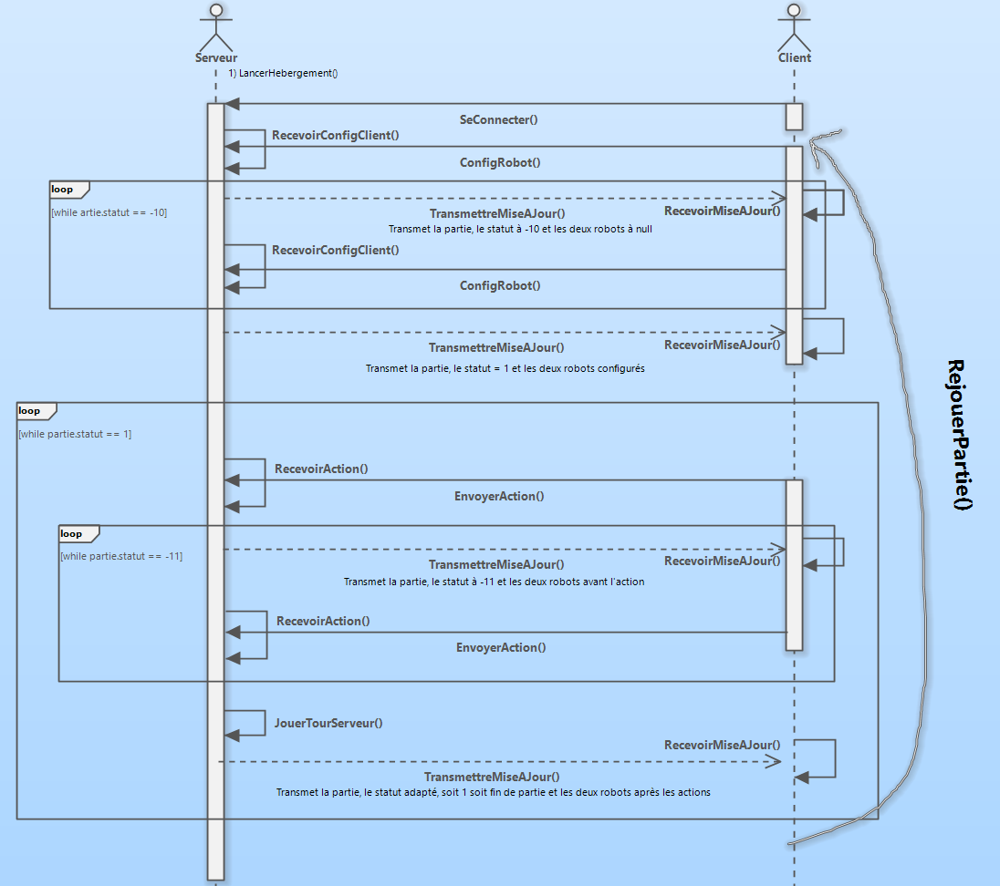 Serveur
Client
1) LancerHebergement()
SeConnecter()
RecevoirConfigClient()
ConfigRobot()
loop
[while artie.statut == -10]
TransmettreMiseAJour()
RecevoirMiseAJour()
Transmet la partie, le statut à -10 et les deux robots à null
RecevoirConfigClient()
ConfigRobot()
TransmettreMiseAJour()
RecevoirMiseAJour()
Transmet la partie, le statut = 1 et les deux robots configurés
RejouerPartie()
loop
[while partie.statut == 1]
RecevoirAction()
EnvoyerAction()
loop
[while partie.statut == -11]
TransmettreMiseAJour()
RecevoirMiseAJour()
Transmet la partie, le statut à -11 et les deux robots avant l'action
RecevoirAction()
EnvoyerAction()
JouerTourServeur()
RecevoirMiseAJour()
TransmettreMiseAJour()
Transmet la partie, le statut adapté, soit 1 soit fin de partie et les deux robots après les actions